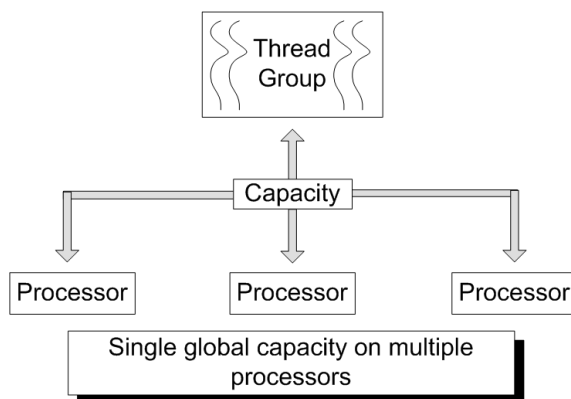 Thread
Group
Capacity
Processor
Processor
Processor
Single global capacity on multiple
processors